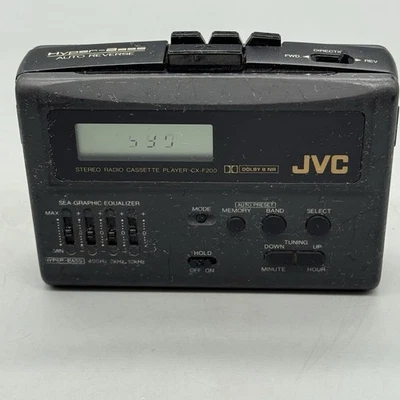 HYPER-BASS
AUTO REVERSE
DIRECTION
FWD. REV
STEREO RADIO CASSETTE PLAYER CX-F200
DOLBY B NR
JVC
SEA GRAPHIC EQUALIZER
MAX
MIN
HYPER-BASS 400Hz 2kHz 10kHz
MODE
AUTO PRESET
MEMORY BAND SELECT
HOLD
OFF ON
TUNING
DOWN UP
MINUTE HOUR